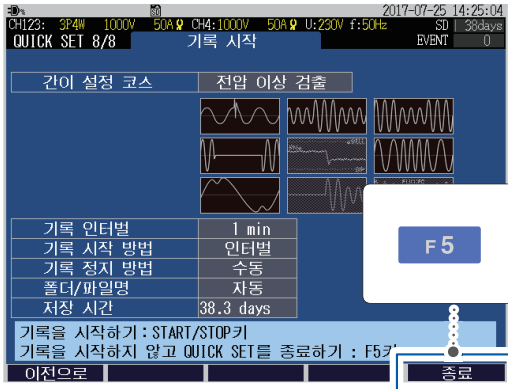 2017-07-25 14:25:04
CH123: 3P4W 1000V 50A CH4:1000V 50A U:230V f:50Hz SD 38days
QUICK SET 8/8 기록 시작 EVENT 0
간이 설정 코스 전압 이상 검출
기록 인터벌 1 min
기록 시작 방법 인터벌
기록 정지 방법 수동
폴더/파일명 자동
저장 시간 38.3 days
F5
기록을 시작하기 : START/STOP키
기록을 시작하지 않고 QUICK SET를 종료하기 : F5키
이전으로 종료